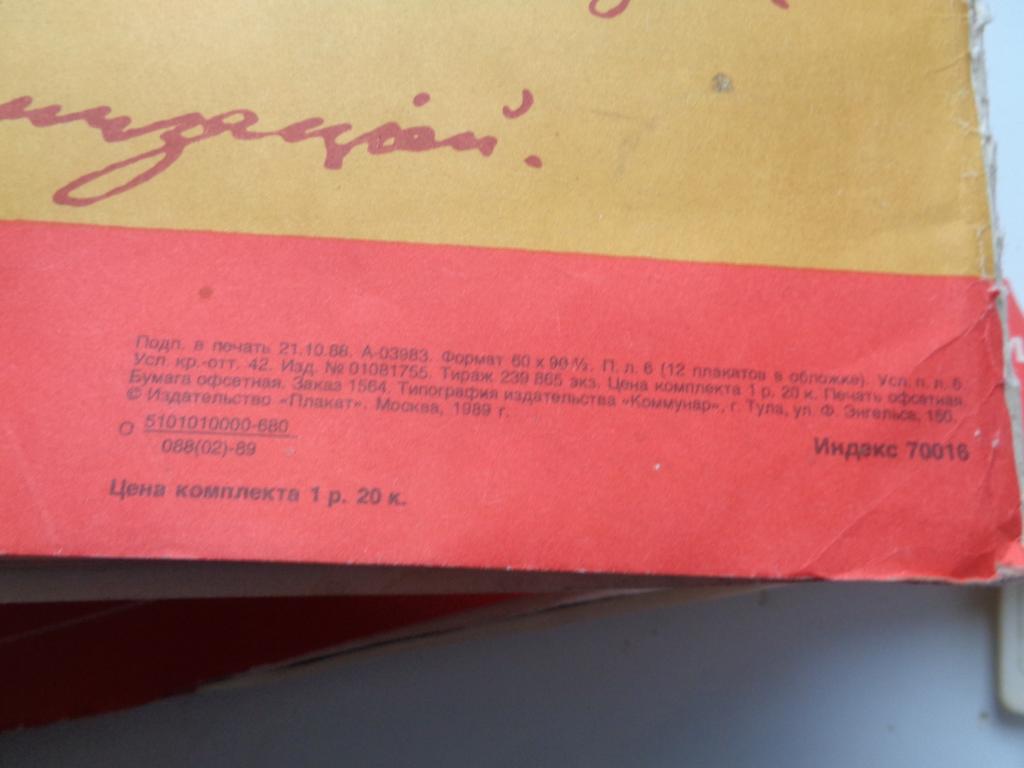 низацiей.
Подп. в печать 21.10.88. А-03983. Формат 60 x 90 ½. П. л. 6 (12 плакатов в обложке). Усл. п. л. 6.
Усл. кр.-отт. 42. Изд. № 01081755. Тираж 239 865 экз. Цена комплекта 1 р. 20 к. Печать офсетная.
Бумага офсетная. Заказ 1564. Типография издательства «Коммунар», г. Тула, ул. Ф. Энгельса, 150.
© Издательство «Плакат». Москва, 1989 г.
О 5101010000-680
088(02)-89
Индекс 70016
Цена комплекта 1 р. 20 к.